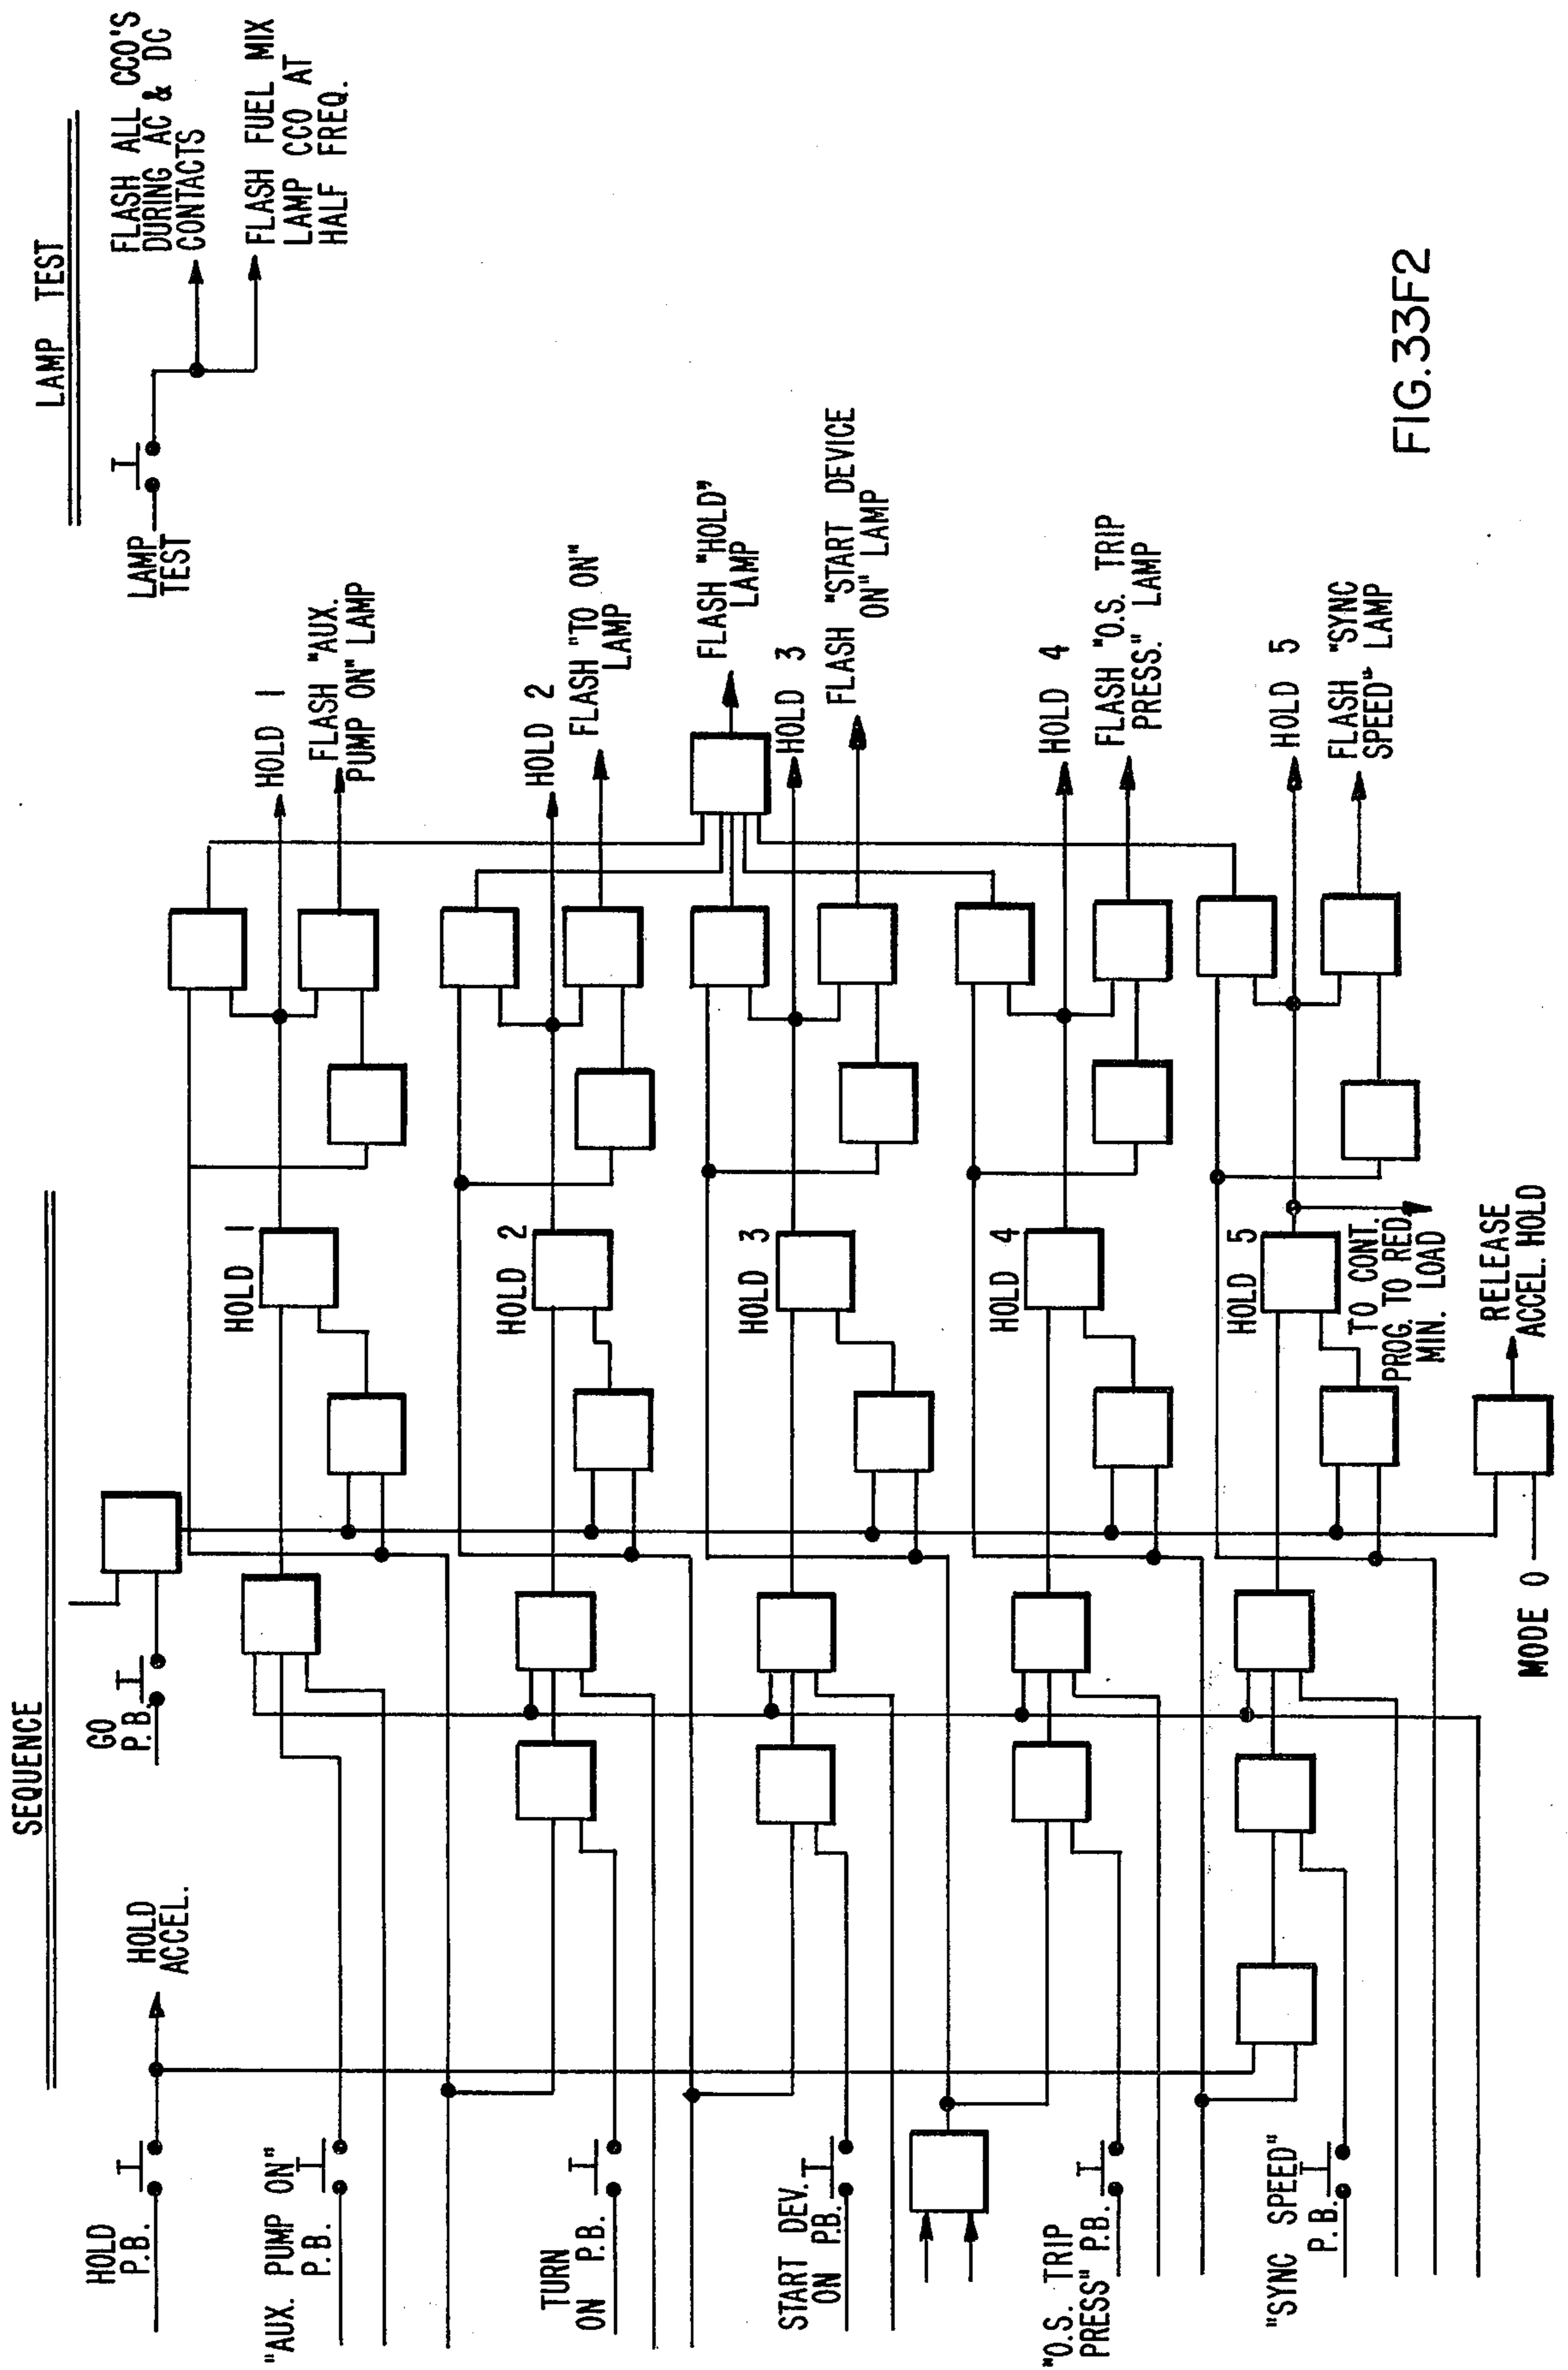 SEQUENCE
LAMP TEST
HOLD
P.B.
HOLD
ACCEL.
GO
P.B.
LAMP
TEST
FLASH ALL CCO'S
DURING AC & DC
CONTACTS
FLASH FUEL MIX
LAMP CCO AT
HALF FREQ.
"AUX. PUMP ON"
P.B.
HOLD 1
HOLD 1
FLASH "AUX.
PUMP ON" LAMP
TURN
ON P.B.
HOLD 2
HOLD 2
FLASH "TO ON"
LAMP
FLASH "HOLD"
LAMP
START DEV.
ON P.B.
HOLD 3
HOLD 3
FLASH "START DEVICE
ON" LAMP
"O.S. TRIP
PRESS" P.B.
HOLD 4
HOLD 4
FLASH "O.S. TRIP
PRESS." LAMP
"SYNC SPEED"
P.B.
HOLD 5
HOLD 5
FLASH "SYNC
SPEED" LAMP
TO CONT.
PROG. TO RED.
MIN. LOAD
MODE 0
RELEASE
ACCEL. HOLD
FIG.33F2